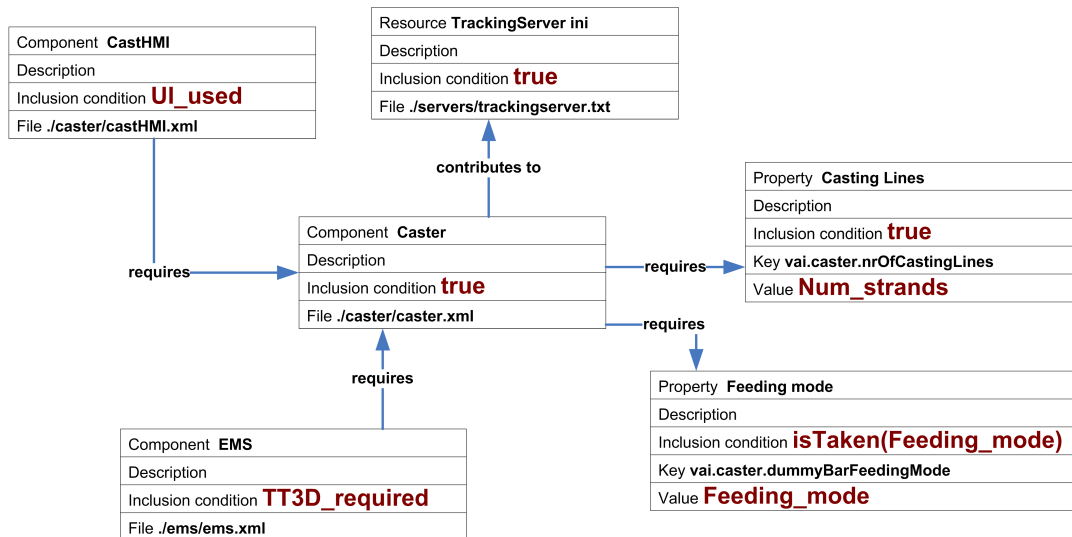 Component CastHMI
Description
Inclusion condition UI_used
File ./caster/castHMI.xml
Resource TrackingServer ini
Description
Inclusion condition true
File ./servers/trackingserver.txt
contributes to
Property Casting Lines
Description
Inclusion condition true
Key vai.caster.nrOfCastingLines
Value Num_strands
Component Caster
Description
Inclusion condition true
File ./caster/caster.xml
requires
requires
requires
requires
Property Feeding mode
Description
Inclusion condition isTaken(Feeding_mode)
Key vai.caster.dummyBarFeedingMode
Value Feeding_mode
Component EMS
Description
Inclusion condition TT3D_required
File ./ems/ems.xml